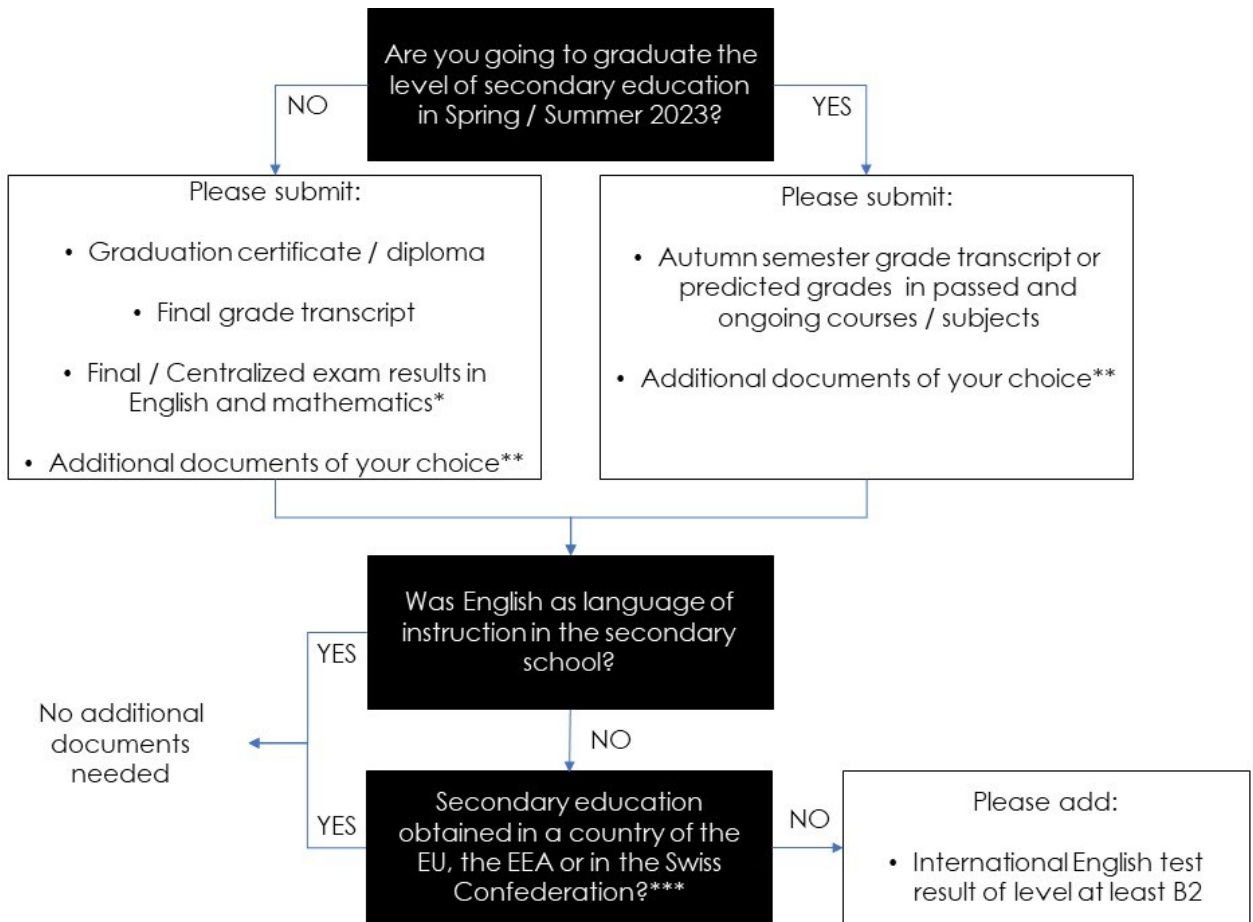 Are you going to graduate the
level of secondary education
in Spring / Summer 2023?
NO
YES
Please submit:
• Graduation certificate / diploma
• Final grade transcript
• Final / Centralized exam results in
English and mathematics*
• Additional documents of your choice**
Please submit:
• Autumn semester grade transcript or
predicted grades in passed and
ongoing courses / subjects
• Additional documents of your choice**
Was English as language of
instruction in the secondary
school?
YES
NO
No additional
documents
needed
Secondary education
obtained in a country of the
EU, the EEA or in the Swiss
Confederation?***
YES
NO
Please add:
• International English test
result of level at least B2